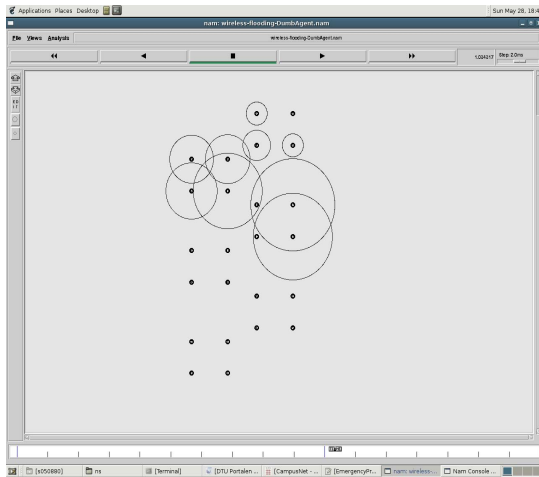 Applications Places Desktop Sun May 28, 18:4
nam: wireless-flooding-DumbAgent.nam
File Views Analysis wireless-flooding-DumbAgent.nam
Step: 2.0ms
[s050880] ns [Terminal] [DTU Portalen ... [CampusNet - ... [EmergencyPr... nam: wireless-... Nam Console ...